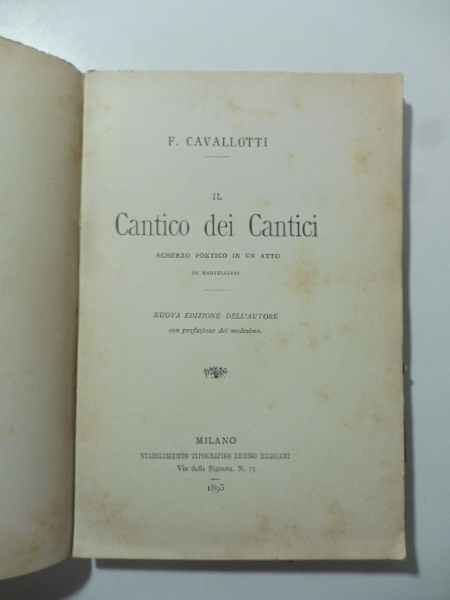 F. CAVALLOTTI
IL
Cantico dei Cantici
SCHERZO POETICO IN UN ATTO
IN MARTELLIANI
NUOVA EDIZIONE DELL'AUTORE
con prefazione del medesimo.
MILANO
STABILIMENTO TIPOGRAFICO ENRICO REGGIANI
Via della Signora, N. 15
1895